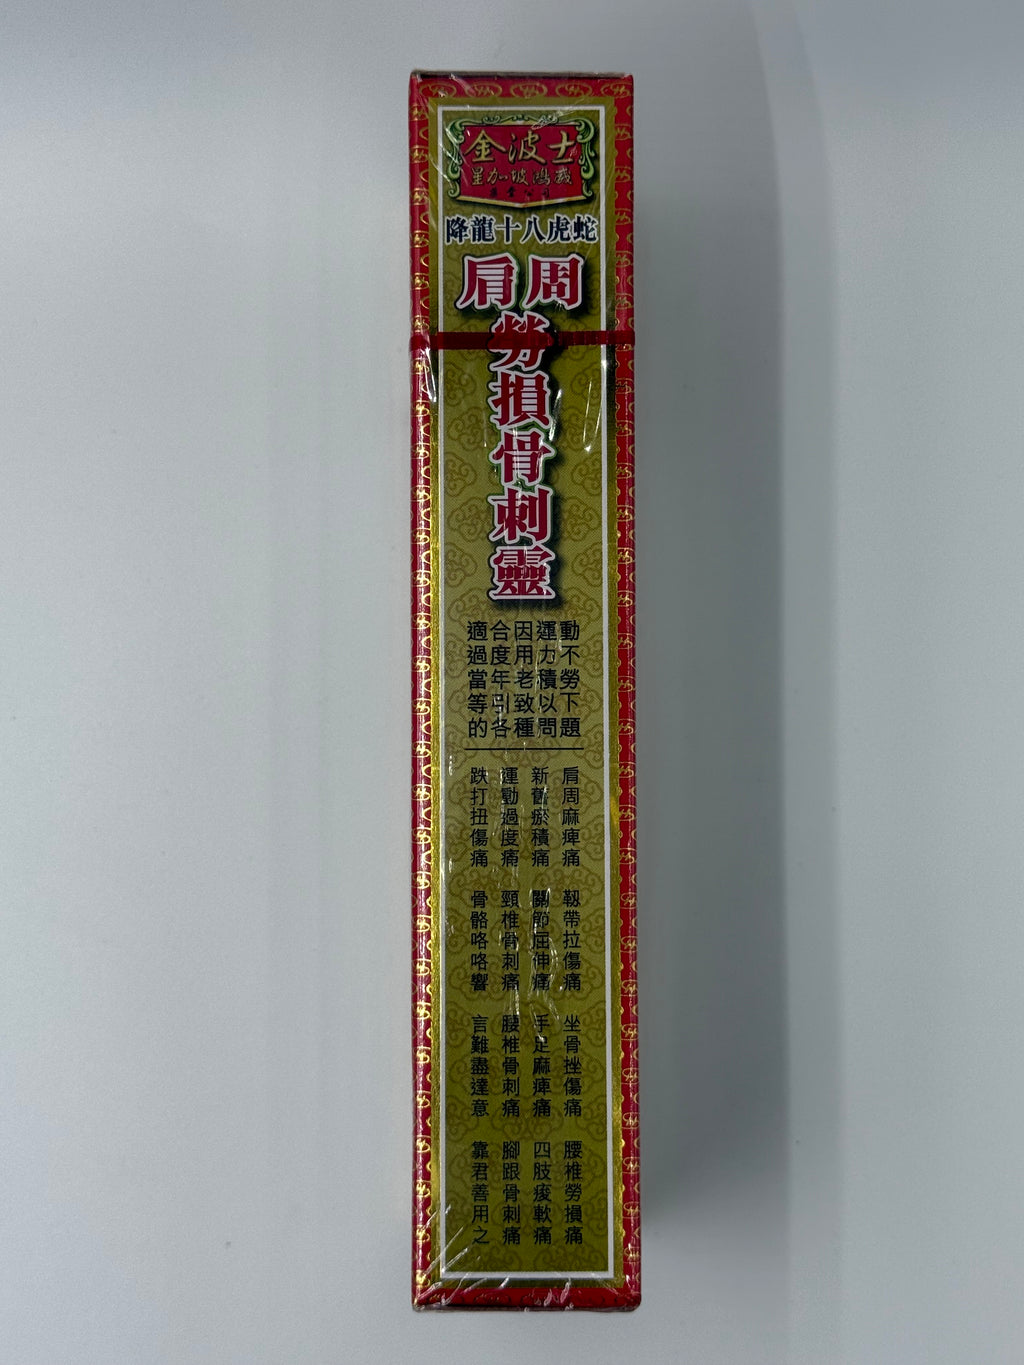 金波士
星加坡鴻威
降龍十八虎蛇
肩周
勞損骨刺靈
適合因運動
過度用力不
當年老積勞
等引致以下
的各種問題
肩周麻痺痛 韌帶拉傷痛 坐骨挫傷痛 腰椎勞損痛
新舊瘀積痛 關節屈伸痛 手足麻痺痛 四肢痠軟痛
運動過度痛 頸椎骨刺痛 腰椎骨刺痛 腳跟骨刺痛
跌打扭傷痛 骨骼咯咯響 言難盡達意 靠君善用之